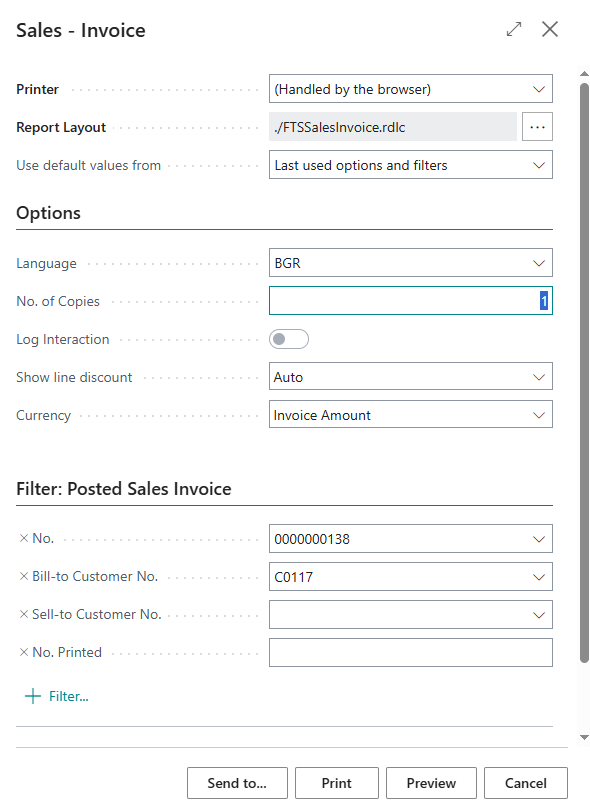 Sales - Invoice
Printer (Handled by the browser)
Report Layout ./FTSSalesInvoice.rdlc ...
Use default values from Last used options and filters
Options
Language BGR
No. of Copies 1
Log Interaction
Show line discount Auto
Currency Invoice Amount
Filter: Posted Sales Invoice
× No. 0000000138
× Bill-to Customer No. C0117
× Sell-to Customer No.
× No. Printed
+ Filter...
Send to... Print Preview Cancel